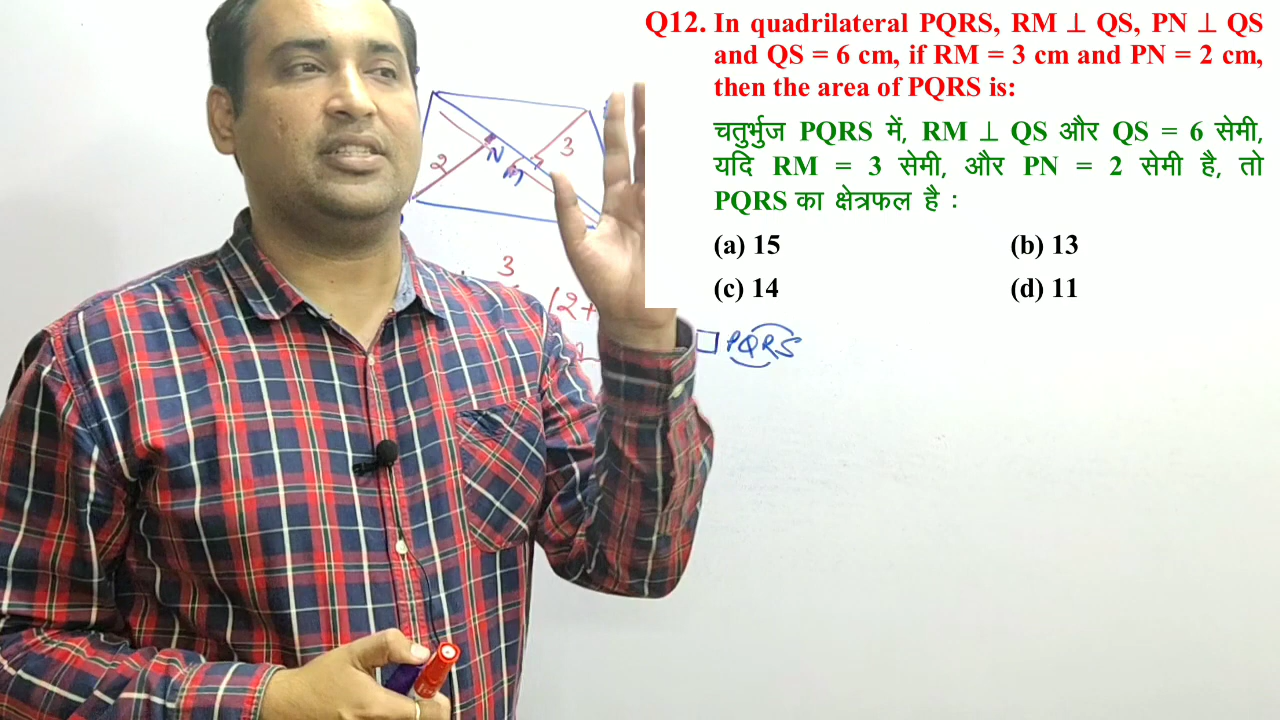 Q12. In quadrilateral PQRS, RM ⊥ QS, PN ⊥ QS
and QS = 6 cm, if RM = 3 cm and PN = 2 cm,
then the area of PQRS is:
चतुर्भुज PQRS में, RM ⊥ QS और QS = 6 सेमी,
यदि RM = 3 सेमी, और PN = 2 सेमी है, तो
PQRS का क्षेत्रफल है :
(a) 15 (b) 13
(c) 14 (d) 11
2 N M 3
3
(2+
□ PQRS